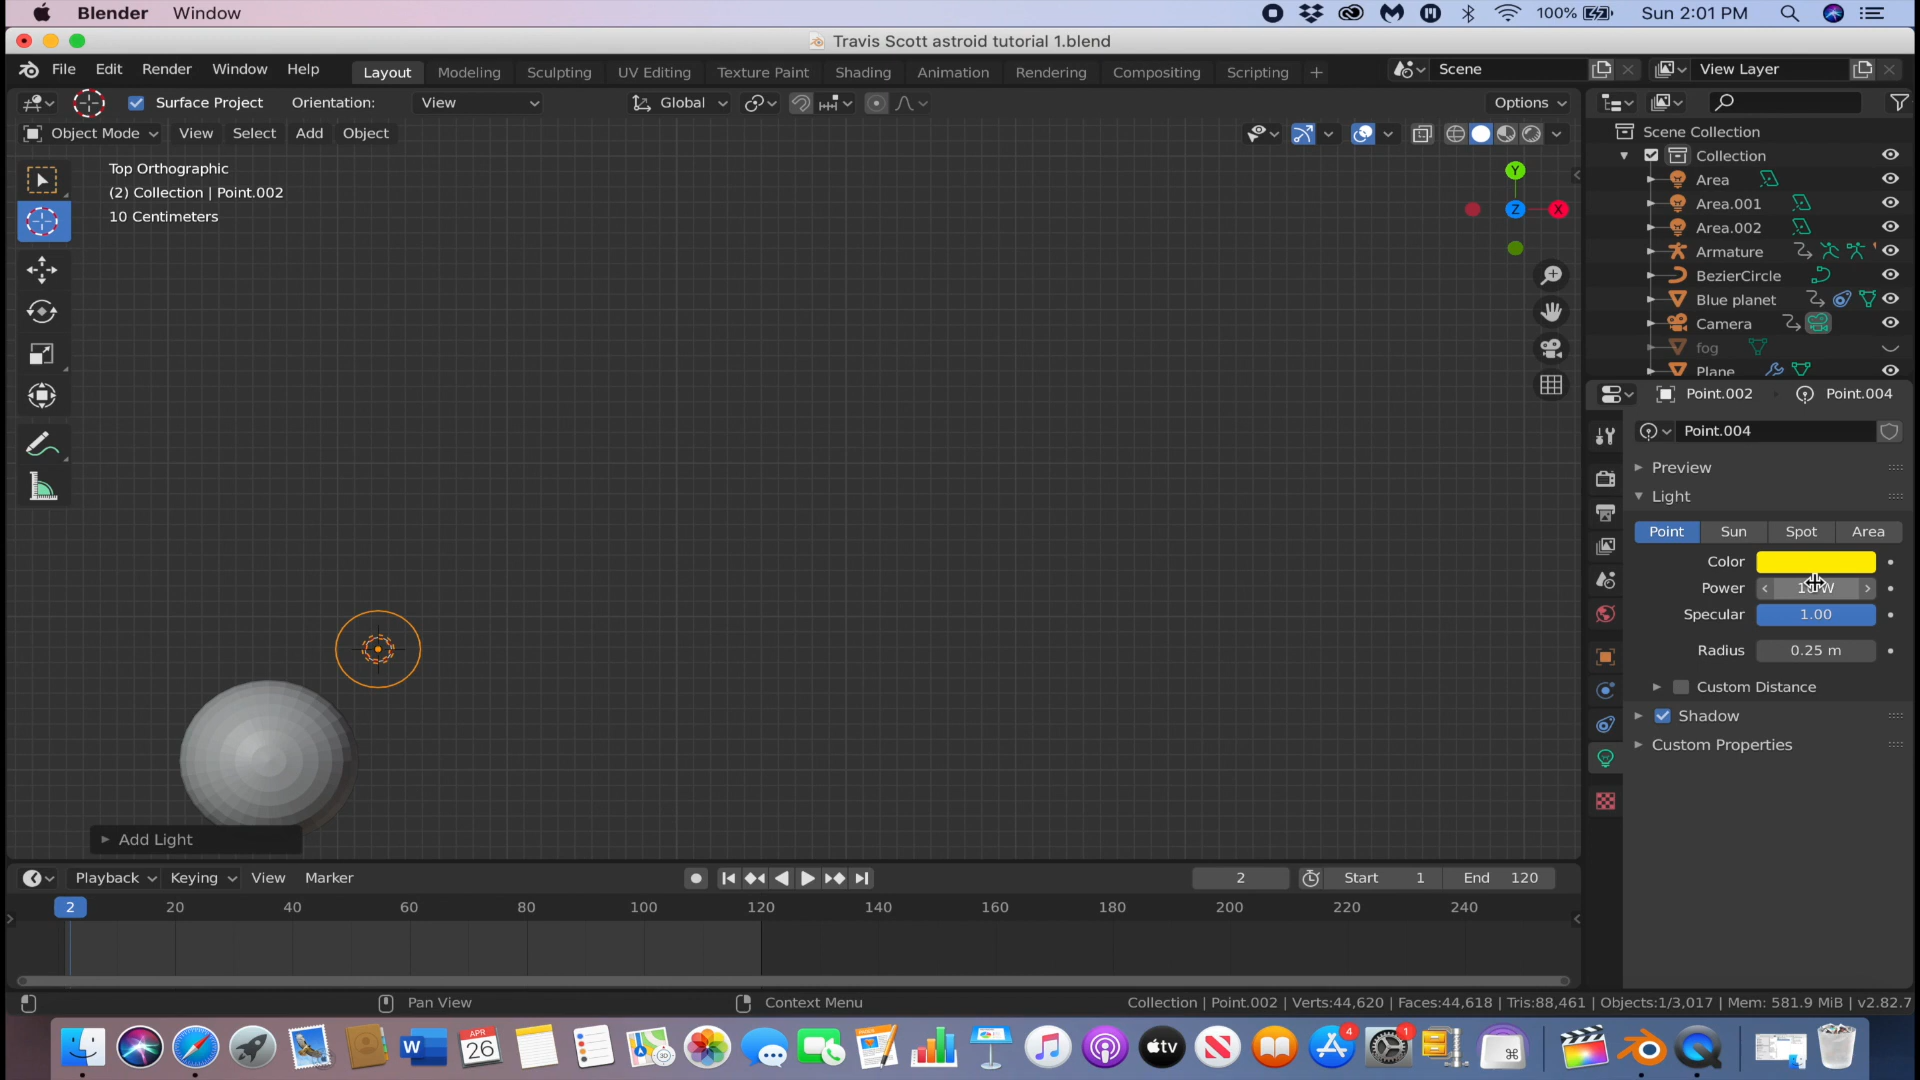 Blender Window 100% Sun 2:01 PM
Travis Scott astroid tutorial 1.blend
File Edit Render Window Help Layout Modeling Sculpting UV Editing Texture Paint Shading Animation Rendering Compositing Scripting + Scene View Layer
Surface Project Orientation: View Global Options
Object Mode View Select Add Object Scene Collection
Top Orthographic
(2) Collection | Point.002
10 Centimeters
Y
Z
X
Collection
Area
Area.001
Area.002
Armature
BezierCircle
Blue planet
Camera
fog
Plane
Point.002 Point.004
Point.004
Preview
Light
Point Sun Spot Area
Color
Power
Specular 1.00
Radius 0.25 m
Custom Distance
Shadow
Custom Properties
Add Light
Playback Keying View Marker 2 Start 1 End 120
2 20 40 60 80 100 120 140 160 180 200 220 240
Pan View Context Menu Collection | Point.002 | Verts:44,620 | Faces:44,618 | Tris:88,461 | Objects:1/3,017 | Mem: 581.9 MiB | v2.82.7
W APR 26 3D tv N 4 1 ⌘